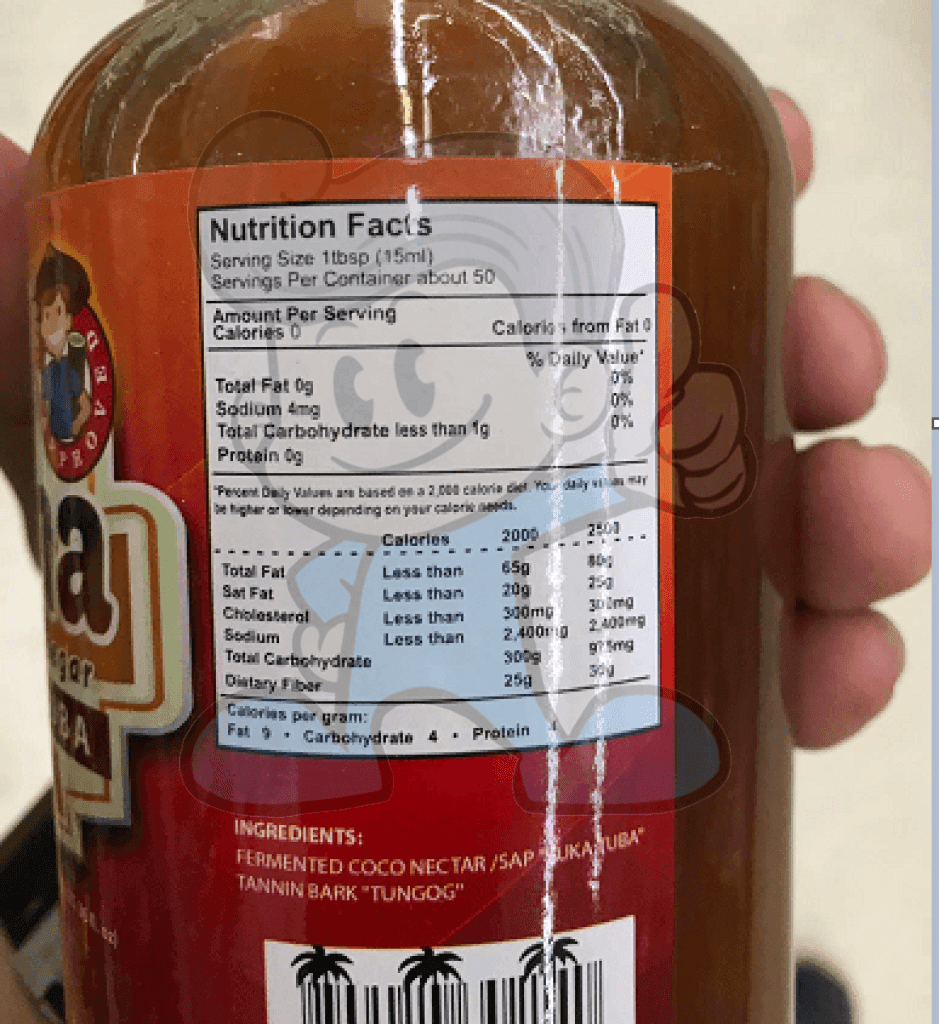 Nutrition Facts
Serving Size 1tbsp (15ml)
Servings Per Container about 50
Amount Per Serving
Calories 0 Calories from Fat 0
% Daily Value*
Total Fat 0g 0%
Sodium 4mg 0%
Total Carbohydrate less than 1g 0%
Protein 0g
*Percent Daily Values are based on a 2,000 calorie diet. Your daily values may
be higher or lower depending on your calorie needs.
Calories 2000 2500
Total Fat Less than 65g 80g
Sat Fat Less than 20g 25g
Cholesterol Less than 300mg 300mg
Sodium Less than 2,400mg 2,400mg
Total Carbohydrate 300g
Dietary Fiber 25g
Calories per gram:
Fat 9 • Carbohydrate 4 • Protein
INGREDIENTS:
FERMENTED COCO NECTAR /SAP "SUKA TUBA"
TANNIN BARK "TUNGOG"